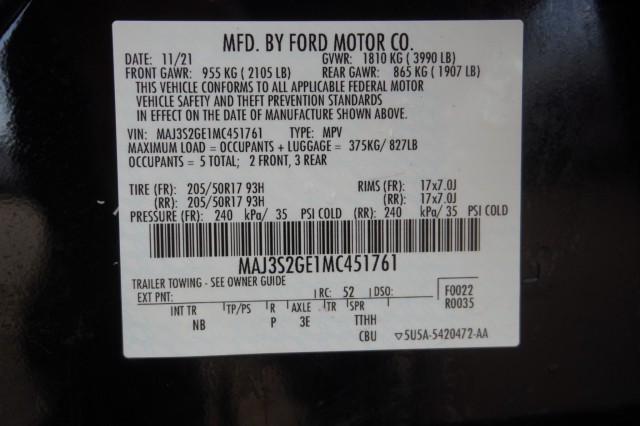 MFD. BY FORD MOTOR CO.
DATE: 11/21 GVWR: 1810 KG ( 3990 LB)
FRONT GAWR: 955 KG ( 2105 LB) REAR GAWR: 865 KG ( 1907 LB)
THIS VEHICLE CONFORMS TO ALL APPLICABLE FEDERAL MOTOR
VEHICLE SAFETY AND THEFT PREVENTION STANDARDS
IN EFFECT ON THE DATE OF MANUFACTURE SHOWN ABOVE.
VIN: MAJ3S2GE1MC451761 TYPE: MPV
MAXIMUM LOAD = OCCUPANTS + LUGGAGE = 375KG/ 827LB
OCCUPANTS = 5 TOTAL; 2 FRONT, 3 REAR
TIRE (FR): 205/50R17 93H RIMS (FR): 17x7.0J
(RR): 205/50R17 93H (RR): 17x7.0J
PRESSURE (FR): 240 kPa/ 35 PSI COLD (RR): 240 kPa/ 35 PSI COLD
MAJ3S2GE1MC451761
TRAILER TOWING - SEE OWNER GUIDE
EXT PNT: RC: 52 DSO: F0022
INT TR TP/PS R AXLE TR SPR R0035
NB P 3E TTHH
CBU ▽5U5A-5420472-AA